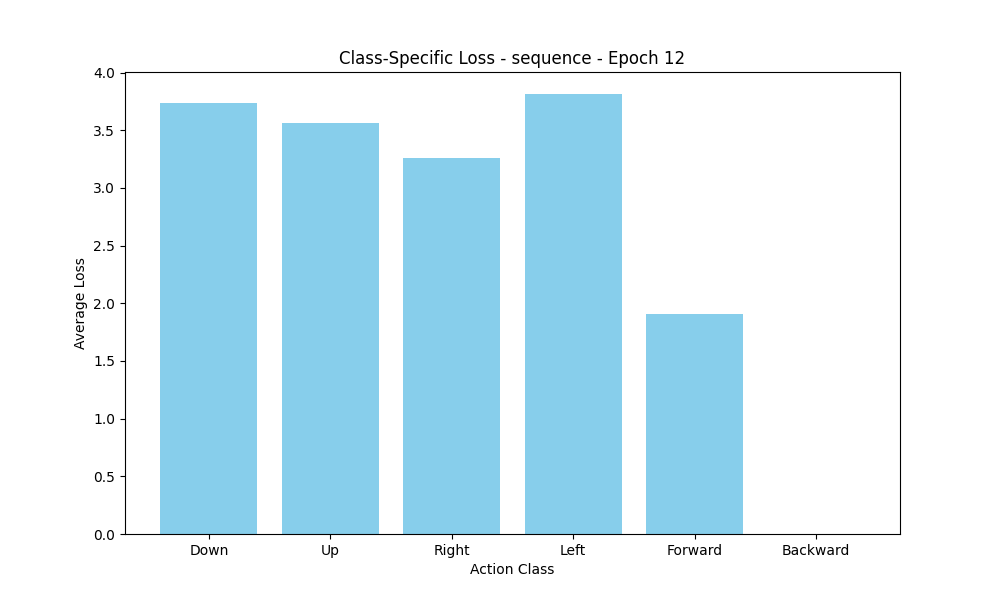 Class-Specific Loss - sequence - Epoch 12
4.0
3.5
3.0
2.5
2.0
1.5
1.0
0.5
0.0
Average Loss
Down Up Right Left Forward Backward
Action Class